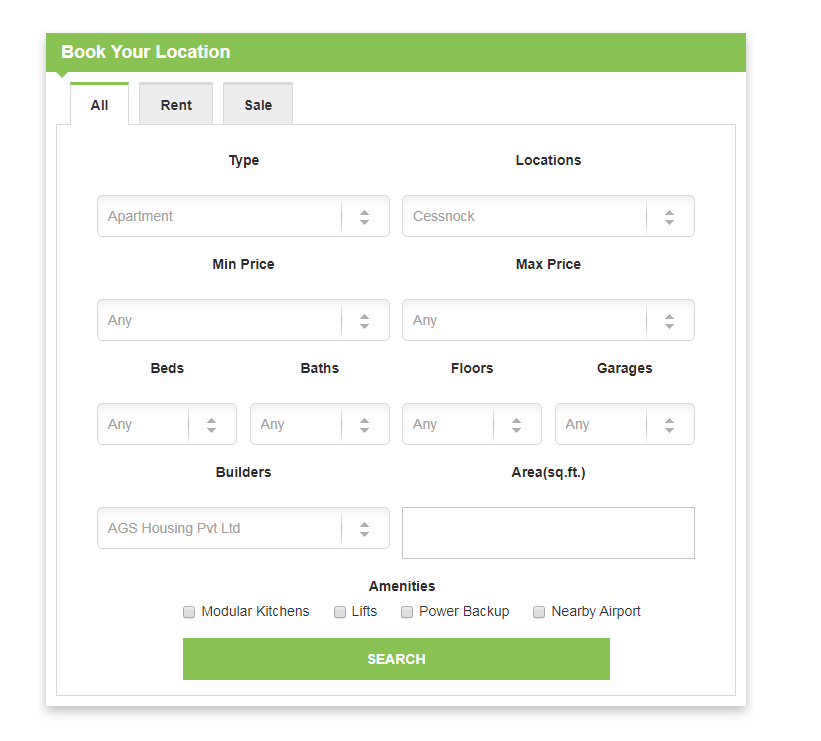 Book Your Location
All Rent Sale
Type Locations
Apartment Cessnock
Min Price Max Price
Any Any
Beds Baths Floors Garages
Any Any Any Any
Builders Area(sq.ft.)
AGS Housing Pvt Ltd
Amenities
Modular Kitchens Lifts Power Backup Nearby Airport
SEARCH